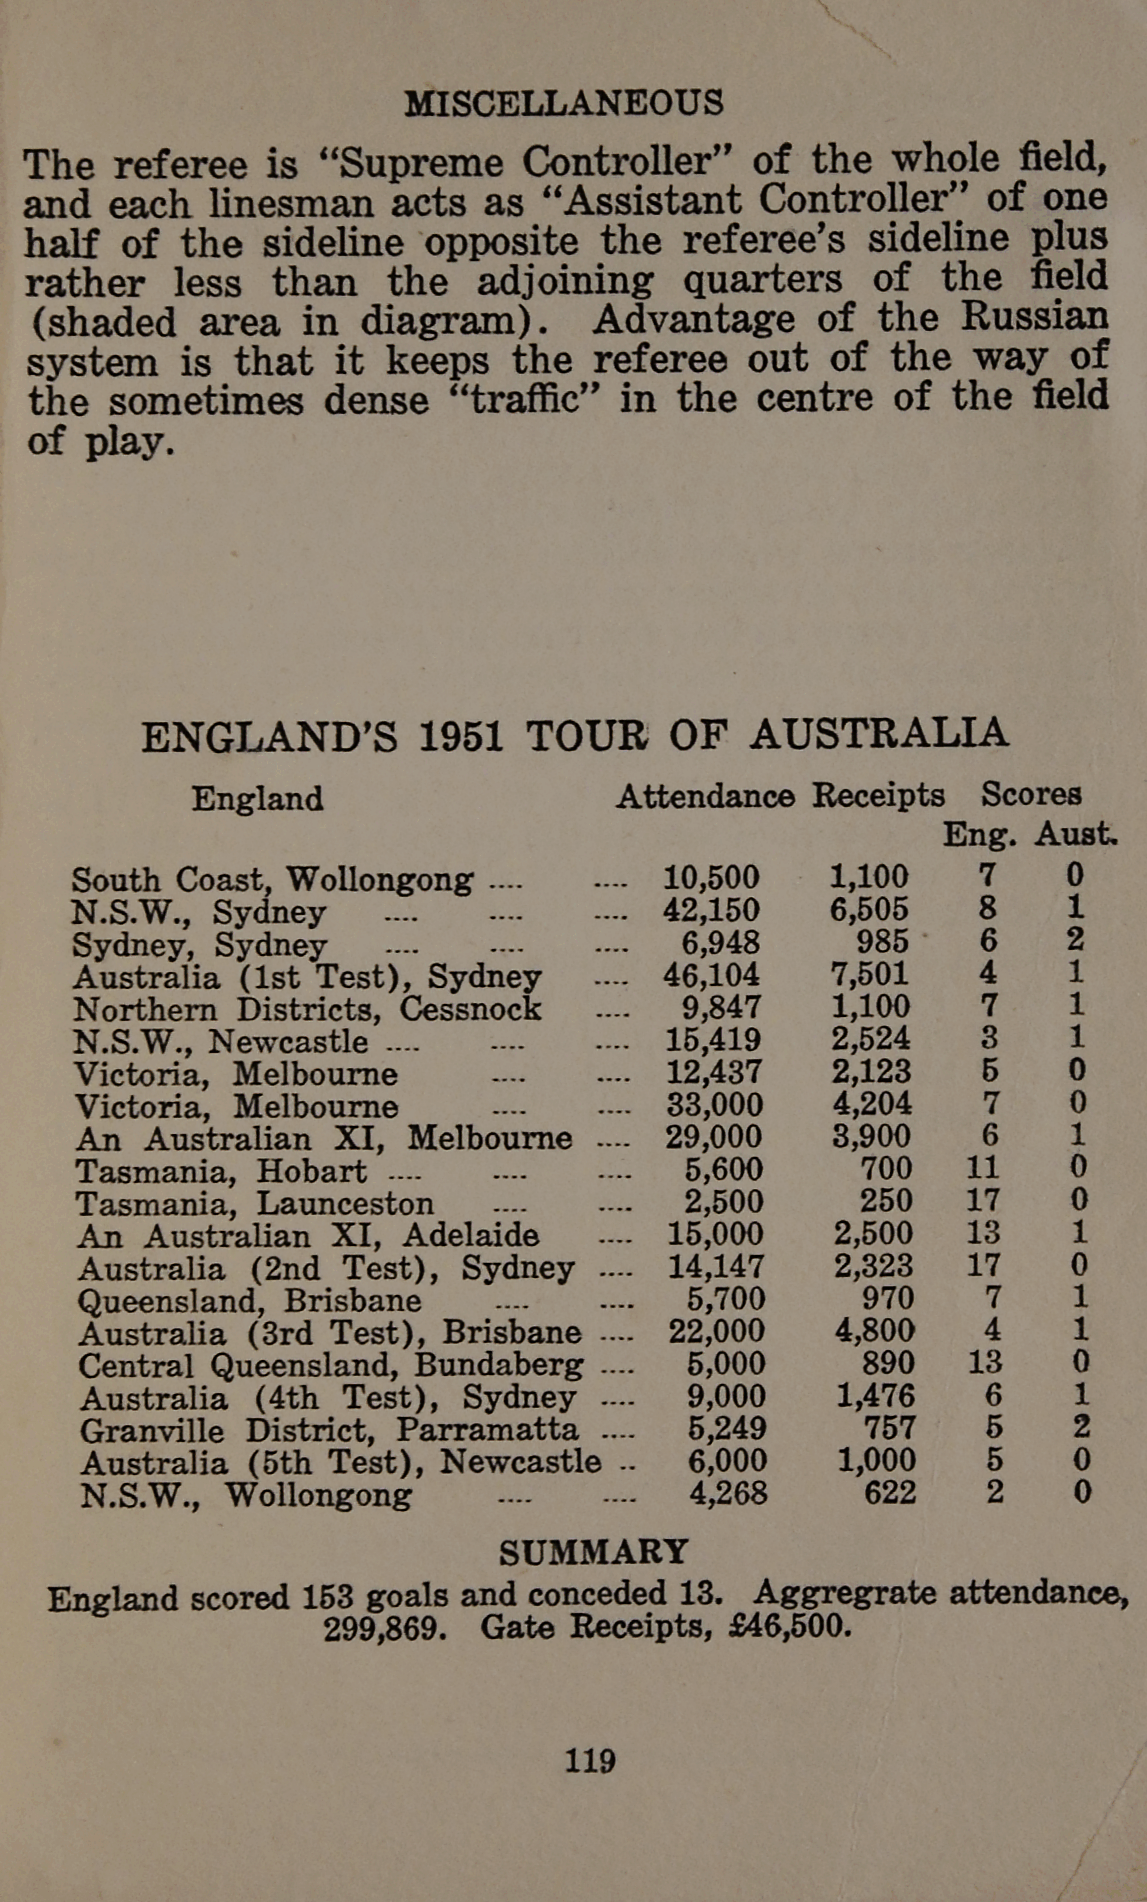 MISCELLANEOUS
The referee is “Supreme Controller” of the whole field,
and each linesman acts as “Assistant Controller” of one
half of the sideline opposite the referee’s sideline plus
rather less than the adjoining quarters of the field
(shaded area in diagram). Advantage of the Russian
system is that it keeps the referee out of the way of
the sometimes dense “traffic” in the centre of the field
of play.
ENGLAND’S 1951 TOUR OF AUSTRALIA
England Attendance Receipts Scores
Eng. Aust.
South Coast, Wollongong .... .... 10,500 1,100 7 0
N.S.W., Sydney .... .... .... 42,150 6,505 8 1
Sydney, Sydney .... .... .... 6,948 985 6 2
Australia (1st Test), Sydney .... 46,104 7,501 4 1
Northern Districts, Cessnock .... 9,847 1,100 7 1
N.S.W., Newcastle .... .... .... 15,419 2,524 3 1
Victoria, Melbourne .... .... 12,437 2,123 5 0
Victoria, Melbourne .... .... 33,000 4,204 7 0
An Australian XI, Melbourne .... 29,000 3,900 6 1
Tasmania, Hobart .... .... .... 5,600 700 11 0
Tasmania, Launceston .... .... 2,500 250 17 0
An Australian XI, Adelaide .... 15,000 2,500 13 1
Australia (2nd Test), Sydney .... 14,147 2,323 17 0
Queensland, Brisbane .... .... 5,700 970 7 1
Australia (3rd Test), Brisbane .... 22,000 4,800 4 1
Central Queensland, Bundaberg .... 5,000 890 13 0
Australia (4th Test), Sydney .... 9,000 1,476 6 1
Granville District, Parramatta .... 5,249 757 5 2
Australia (5th Test), Newcastle .. 6,000 1,000 5 0
N.S.W., Wollongong .... .... 4,268 622 2 0
SUMMARY
England scored 153 goals and conceded 13. Aggregrate attendance,
299,869. Gate Receipts, £46,500.
119